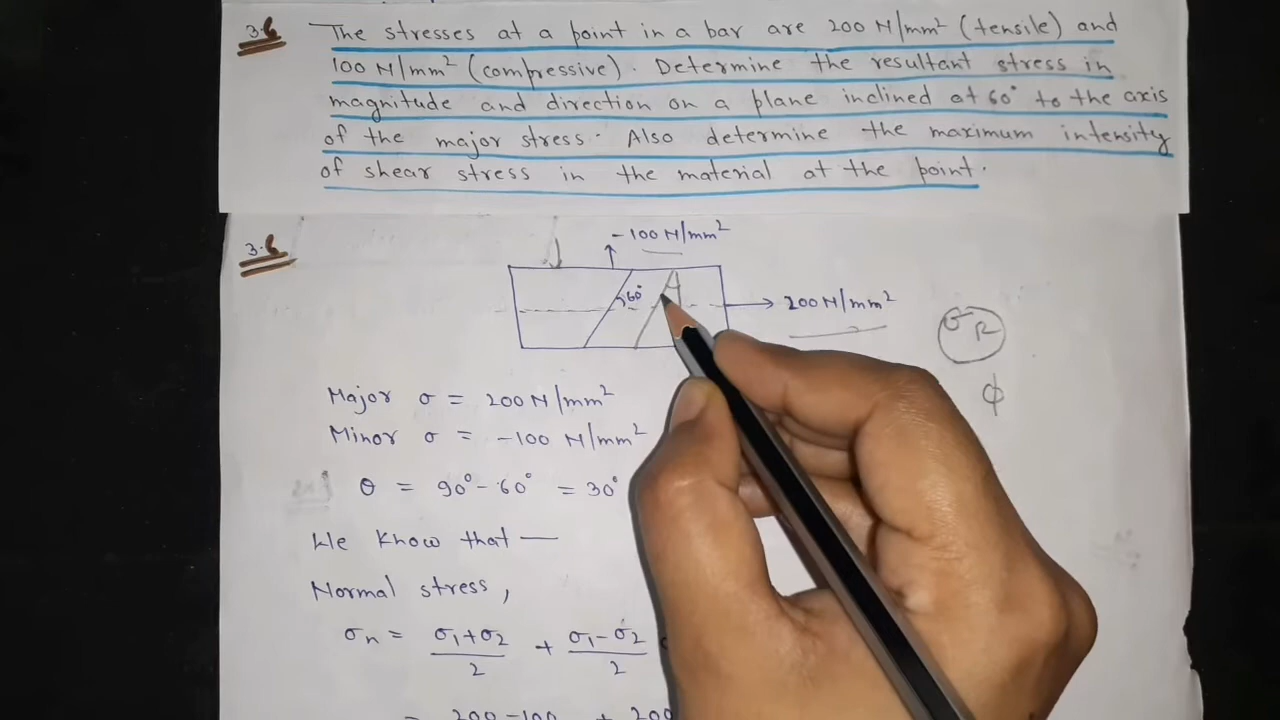 3.6 The stresses at a point in a bar are 200 N/mm² (tensile) and
100 N/mm² (compressive). Determine the resultant stress in
magnitude and direction on a plane inclined at 60° to the axis
of the major stress. Also determine the maximum intensity
of shear stress in the material at the point.
3.6
-100 N/mm²
60°
200 N/mm²
σR
ϕ
Major σ = 200 N/mm²
Minor σ = -100 N/mm²
θ = 90° - 60° = 30°
We know that —
Normal stress,
σn = σ1+σ2/2 + σ1-σ2/2
= 200-100 + 200